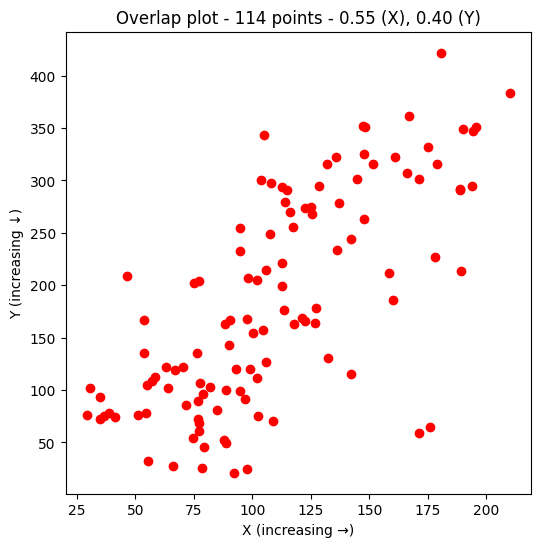 Overlap plot - 114 points - 0.55 (X), 0.40 (Y)
400
350
300
250
200
150
100
50
Y (increasing ↓)
25 50 75 100 125 150 175 200
X (increasing →)